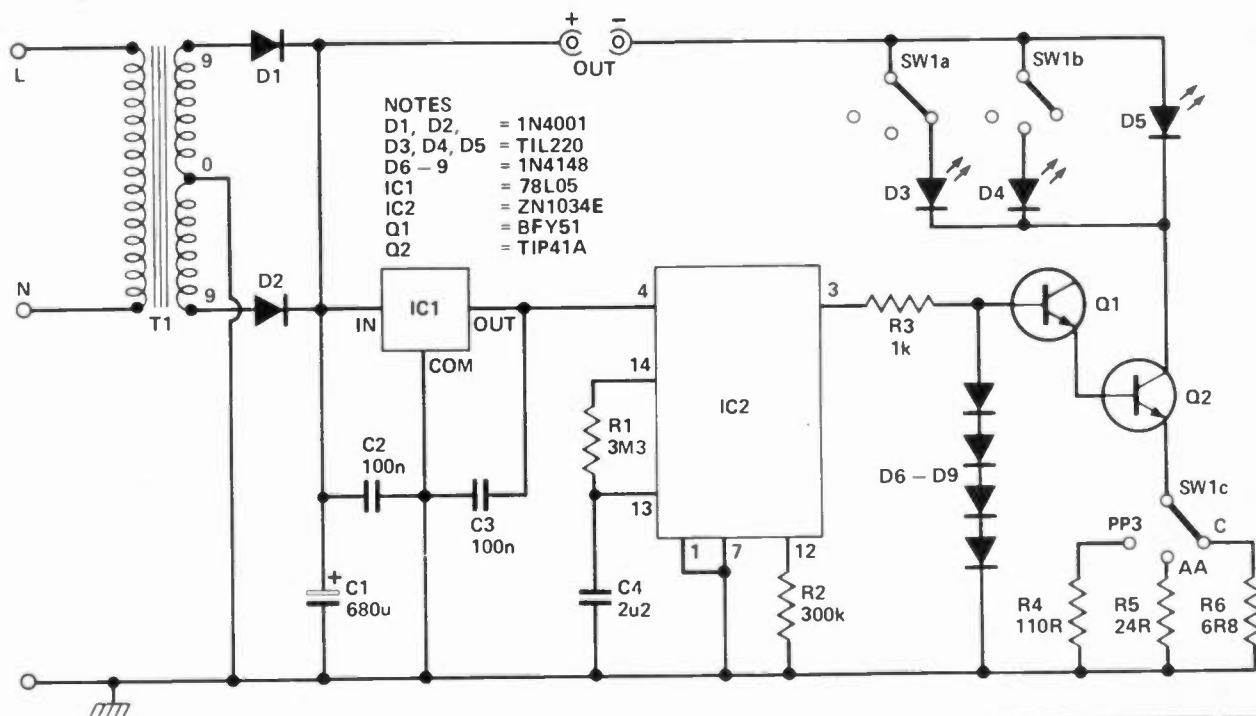 + −
OUT
L
9
D1
SW1a
SW1b
D5
NOTES
D1, D2, = 1N4001
D3, D4, D5 = TIL220
D6 – 9 = 1N4148
IC1 = 78L05
IC2 = ZN1034E
Q1 = BFY51
Q2 = TIP41A
0
D3
D4
N
9
D2
T1
IN
IC1
OUT
COM
4
3
R3
1k
Q1
14
IC2
Q2
R1
3M3
C2
100n
13
D6 – D9
SW1c
C3
100n
PP3
C
AA
1
7
12
+
C1
680u
C4
2u2
R2
300k
R4
110R
R5
24R
R6
6R8